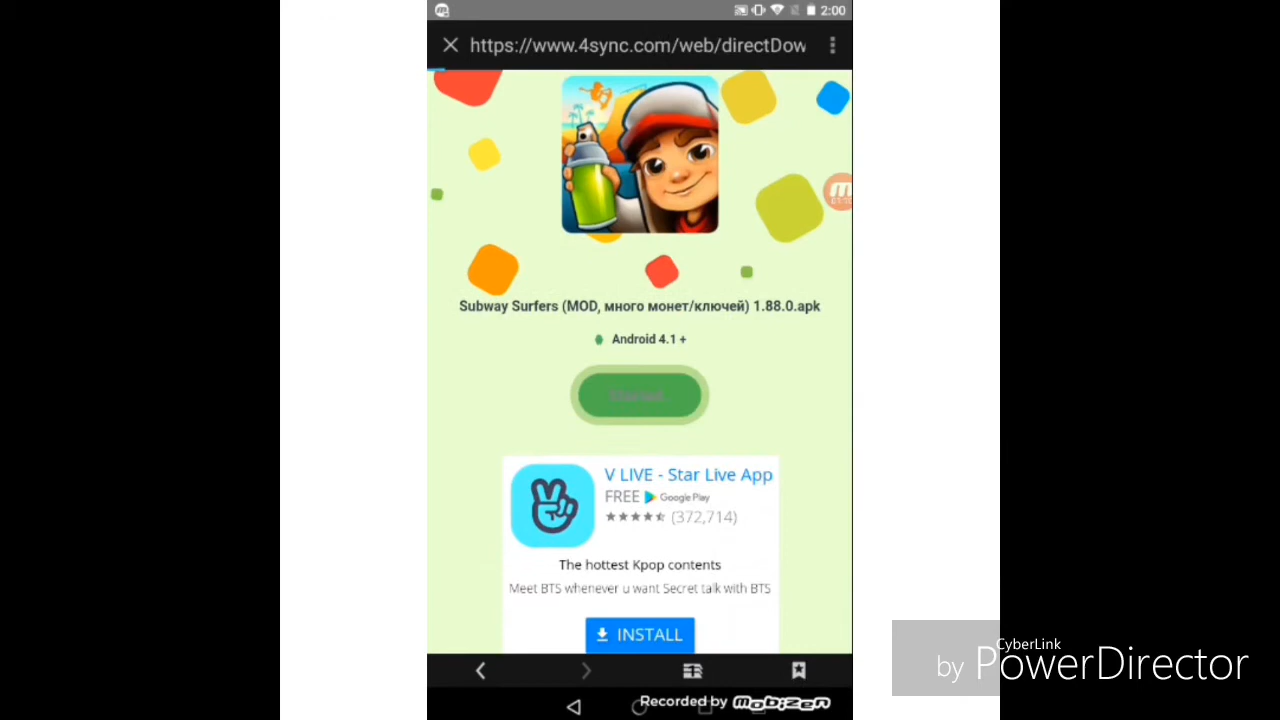 2:00
https://www.4sync.com/web/directDow
Subway Surfers (MOD, много монет/ключей) 1.88.0.apk
Android 4.1 +
V LIVE - Star Live App
FREE Google Play
(372,714)
The hottest Kpop contents
Meet BTS whenever u want Secret talk with BTS
INSTALL
Recorded by mobizen
CyberLink
by PowerDirector